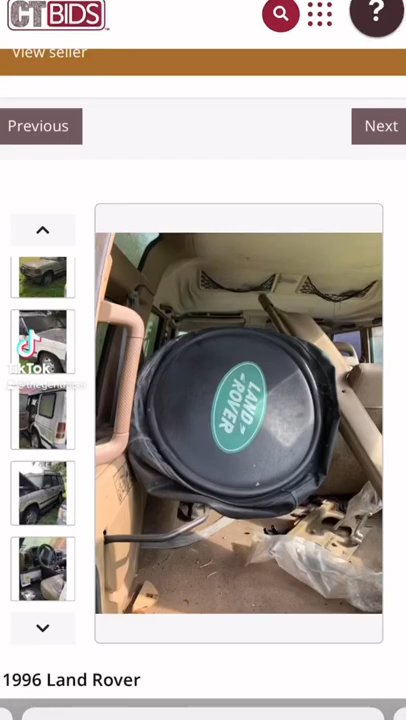 CTBIDS
?
View seller
Previous
Next
TikTok
LAND-
ROVER
1996 Land Rover